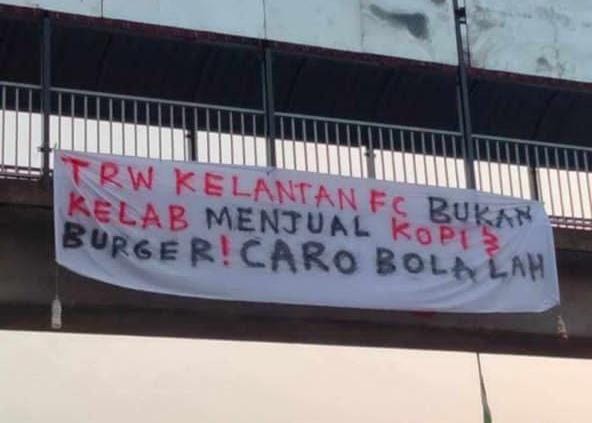 TRW KELANTAN FC BUKAN
KELAB MENJUAL KOPI &
BURGER! CARO BOLA LAH